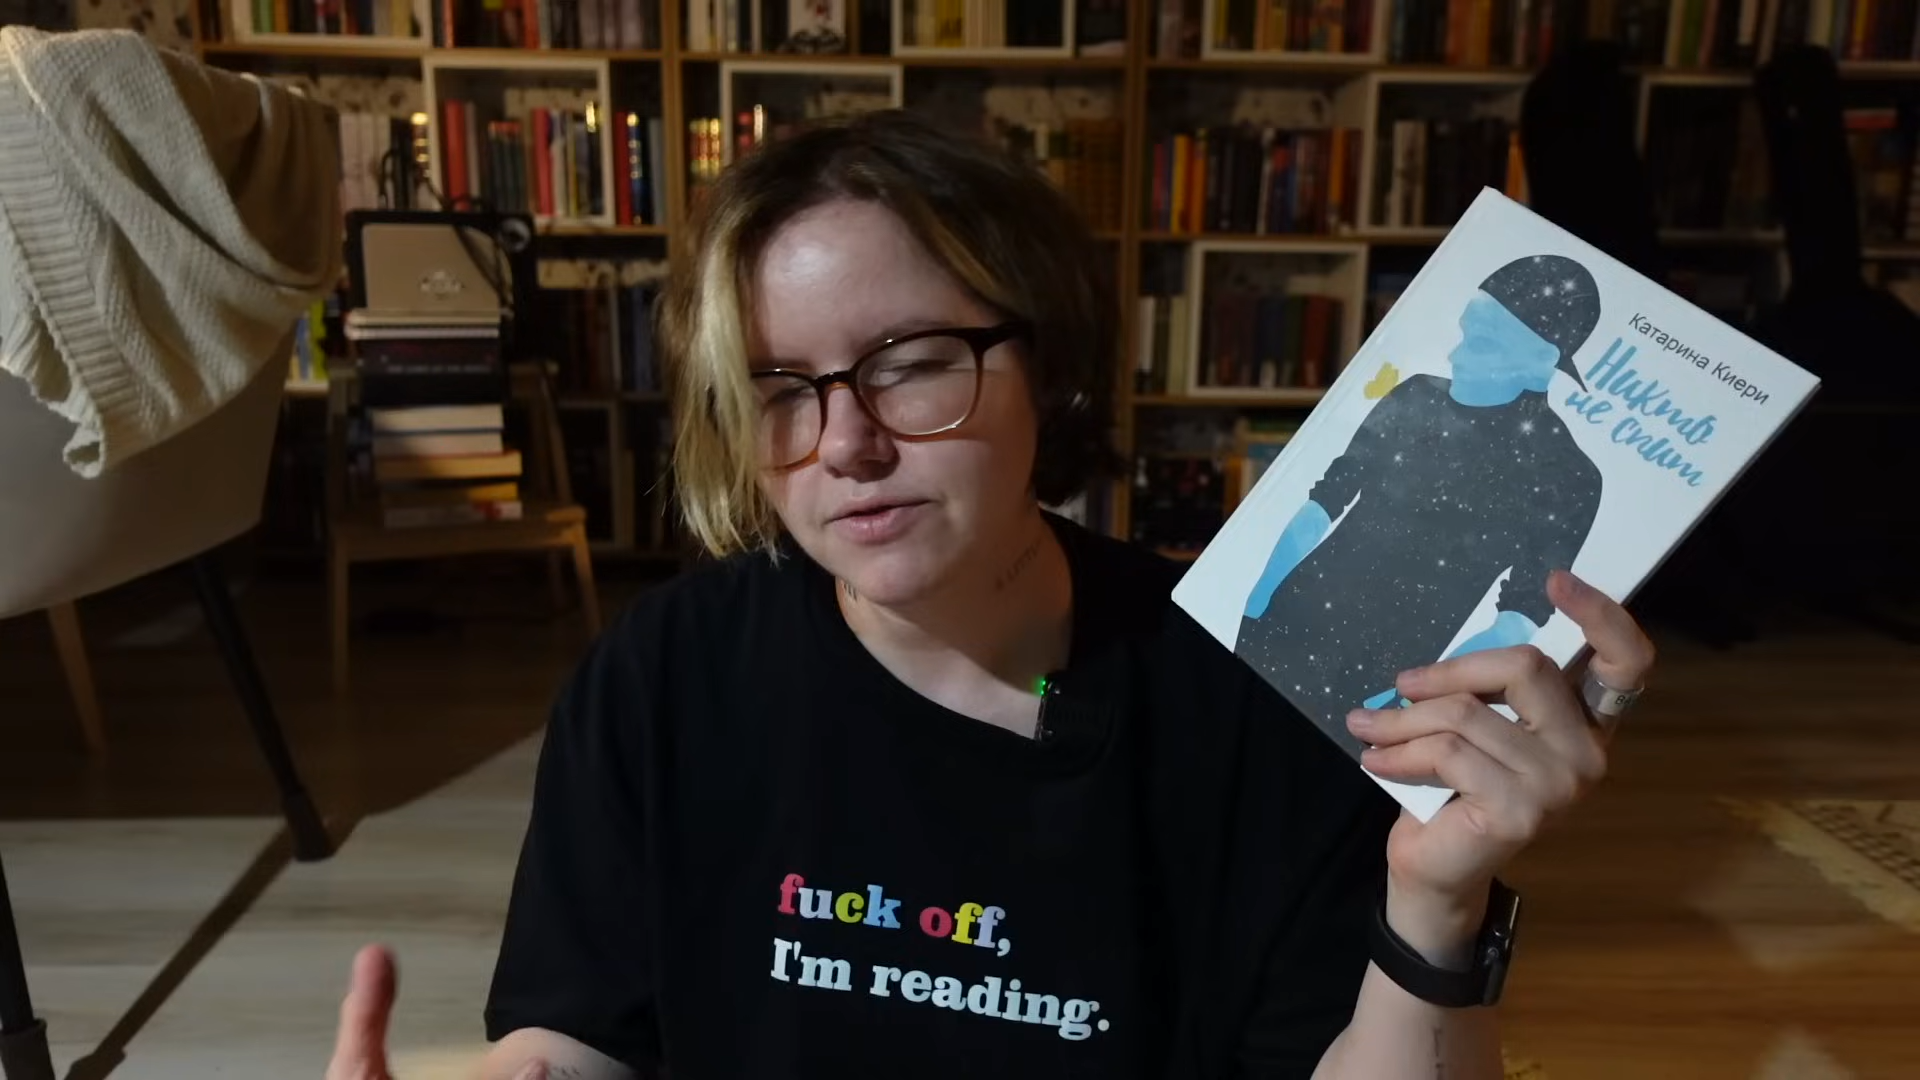 Катарина Киери
Никто
не спит
fuck off,
I'm reading.